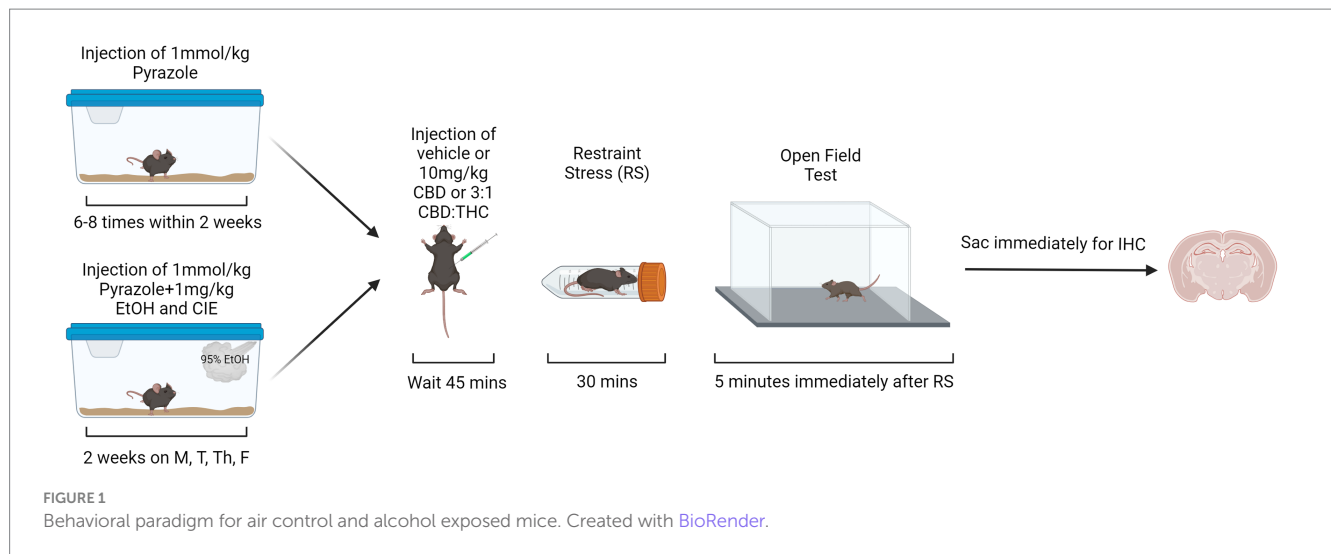 Injection of 1mmol/kg
Pyrazole
6-8 times within 2 weeks
Injection of 1mmol/kg
Pyrazole+1mg/kg
EtOH and CIE
95% EtOH
2 weeks on M, T, Th, F
Injection of
vehicle or
10mg/kg
CBD or 3:1
CBD:THC
Wait 45 mins
Restraint
Stress (RS)
30 mins
Open Field
Test
5 minutes immediately after RS
Sac immediately for IHC
FIGURE 1
Behavioral paradigm for air control and alcohol exposed mice. Created with BioRender.